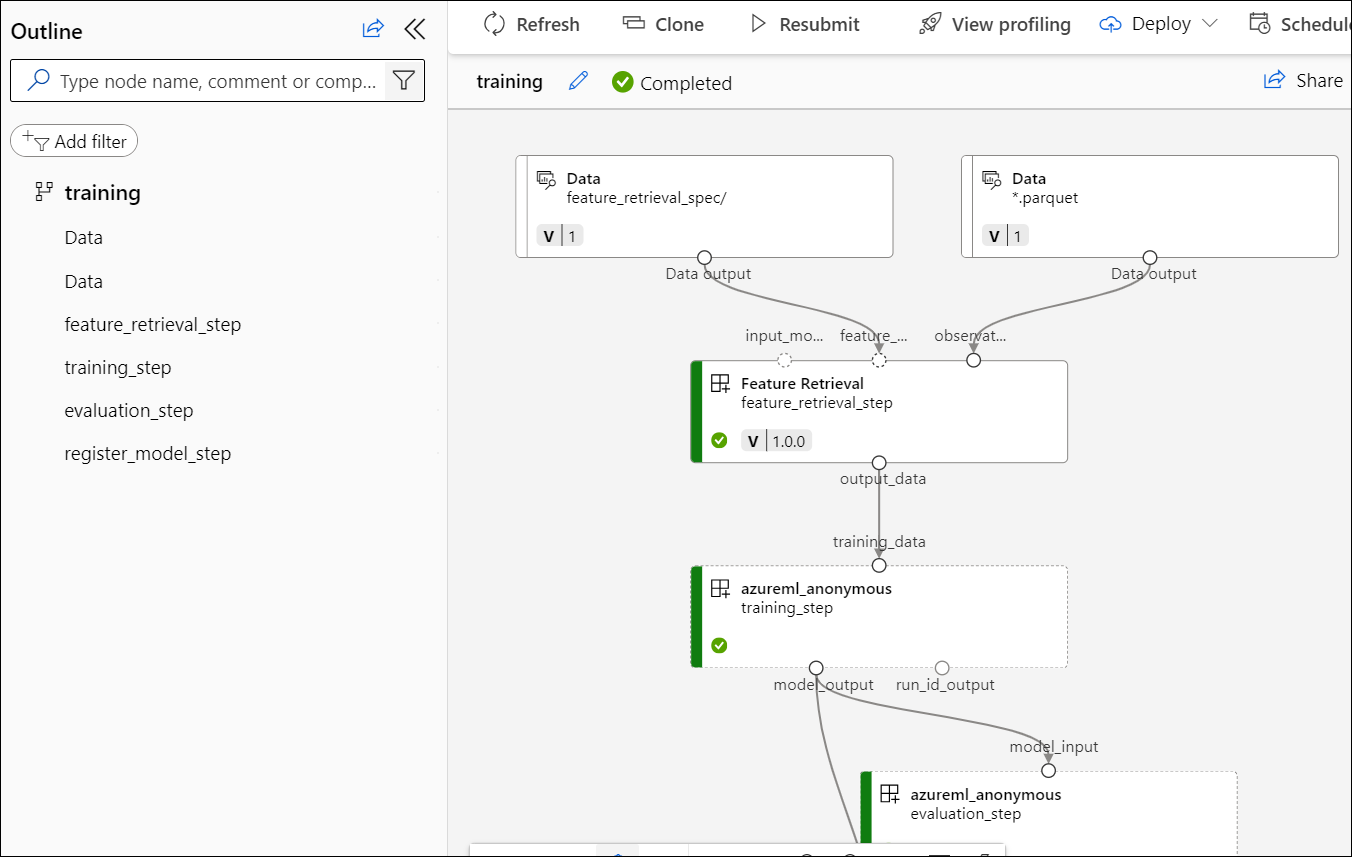 Outline
Type node name, comment or comp...
Add filter
training
Data
Data
feature_retrieval_step
training_step
evaluation_step
register_model_step
Refresh
Clone
Resubmit
View profiling
Deploy
Schedule
training
Completed
Share
Data
feature_retrieval_spec/
V 1
Data output
Data
*.parquet
V 1
Data output
input_mo...
feature_...
observat...
Feature Retrieval
feature_retrieval_step
V 1.0.0
output_data
training_data
azureml_anonymous
training_step
model_output
run_id_output
model_input
azureml_anonymous
evaluation_step